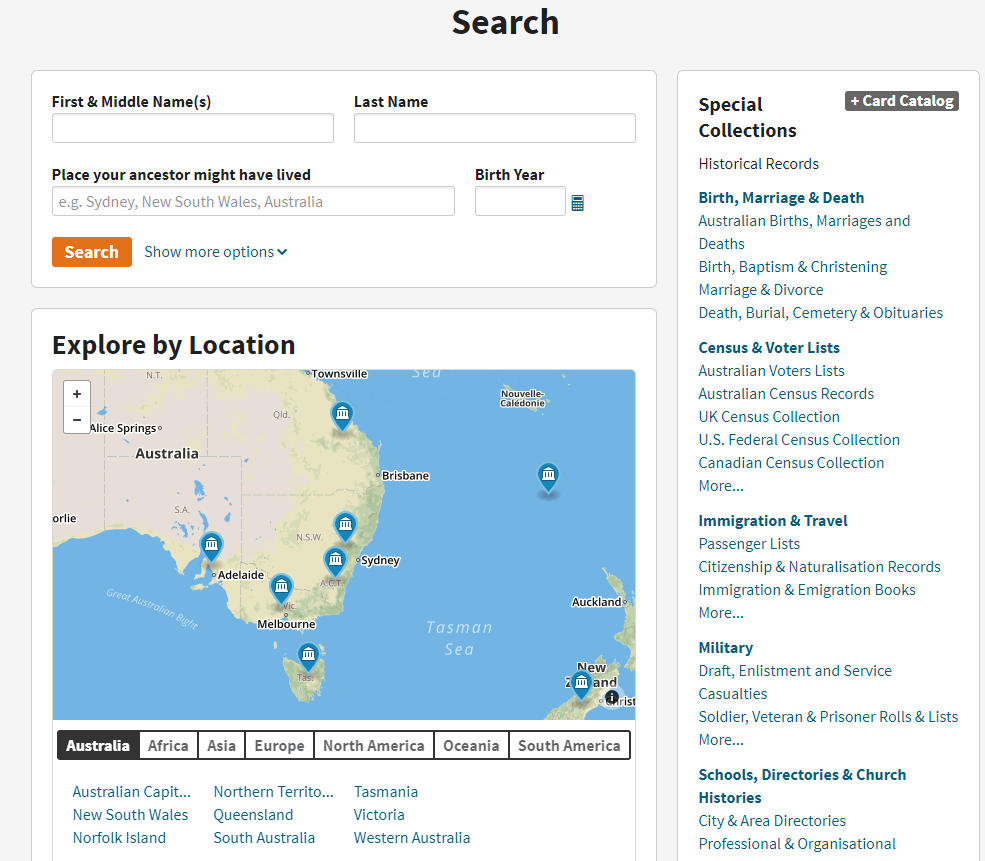 Search
First & Middle Name(s)
Last Name
Place your ancestor might have lived
Birth Year
e.g. Sydney, New South Wales, Australia
Search
Show more options
Explore by Location
+
−
N.T.
Townsville
Sea
Nouvelle-
Calédonie
Qld.
Alice Springs
Australia
Brisbane
orlie
S.A.
N.S.W.
Sydney
Adelaide
A.C.T.
Great Australian Bight
Vic.
Melbourne
Auckland
Tasman
Sea
Tas.
New
Z and
Christ
i
Australia
Africa
Asia
Europe
North America
Oceania
South America
Australian Capit...
Northern Territo...
Tasmania
New South Wales
Queensland
Victoria
Norfolk Island
South Australia
Western Australia
Special
Collections
+ Card Catalog
Historical Records
Birth, Marriage & Death
Australian Births, Marriages and
Deaths
Birth, Baptism & Christening
Marriage & Divorce
Death, Burial, Cemetery & Obituaries
Census & Voter Lists
Australian Voters Lists
Australian Census Records
UK Census Collection
U.S. Federal Census Collection
Canadian Census Collection
More...
Immigration & Travel
Passenger Lists
Citizenship & Naturalisation Records
Immigration & Emigration Books
More...
Military
Draft, Enlistment and Service
Casualties
Soldier, Veteran & Prisoner Rolls & Lists
More...
Schools, Directories & Church
Histories
City & Area Directories
Professional & Organisational